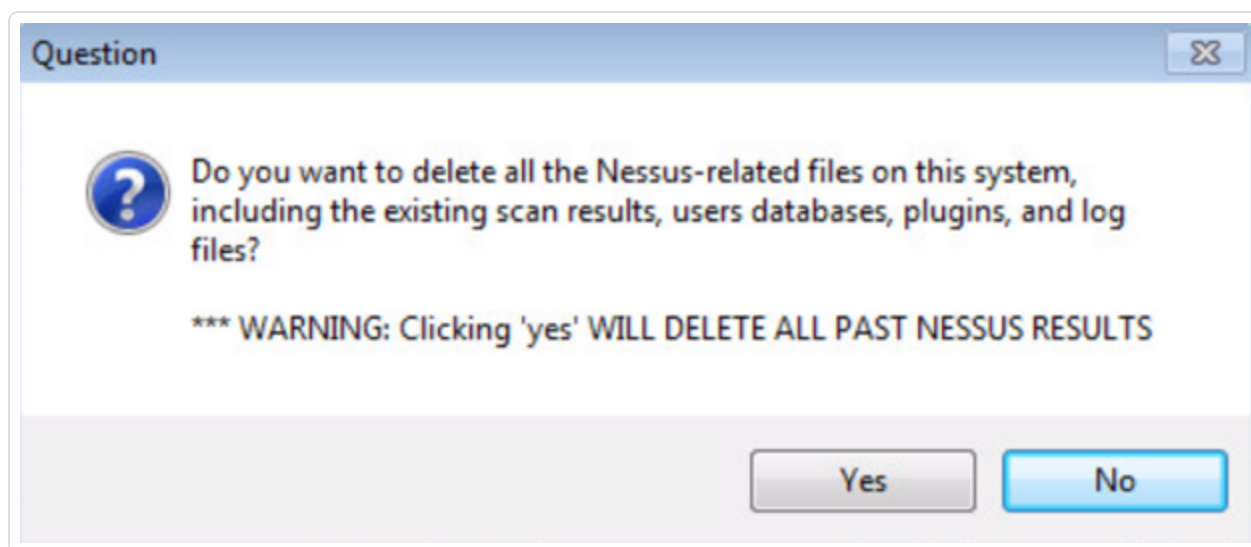 Question
Do you want to delete all the Nessus-related files on this system,
including the existing scan results, users databases, plugins, and log
files?
*** WARNING: Clicking 'yes' WILL DELETE ALL PAST NESSUS RESULTS
Yes No